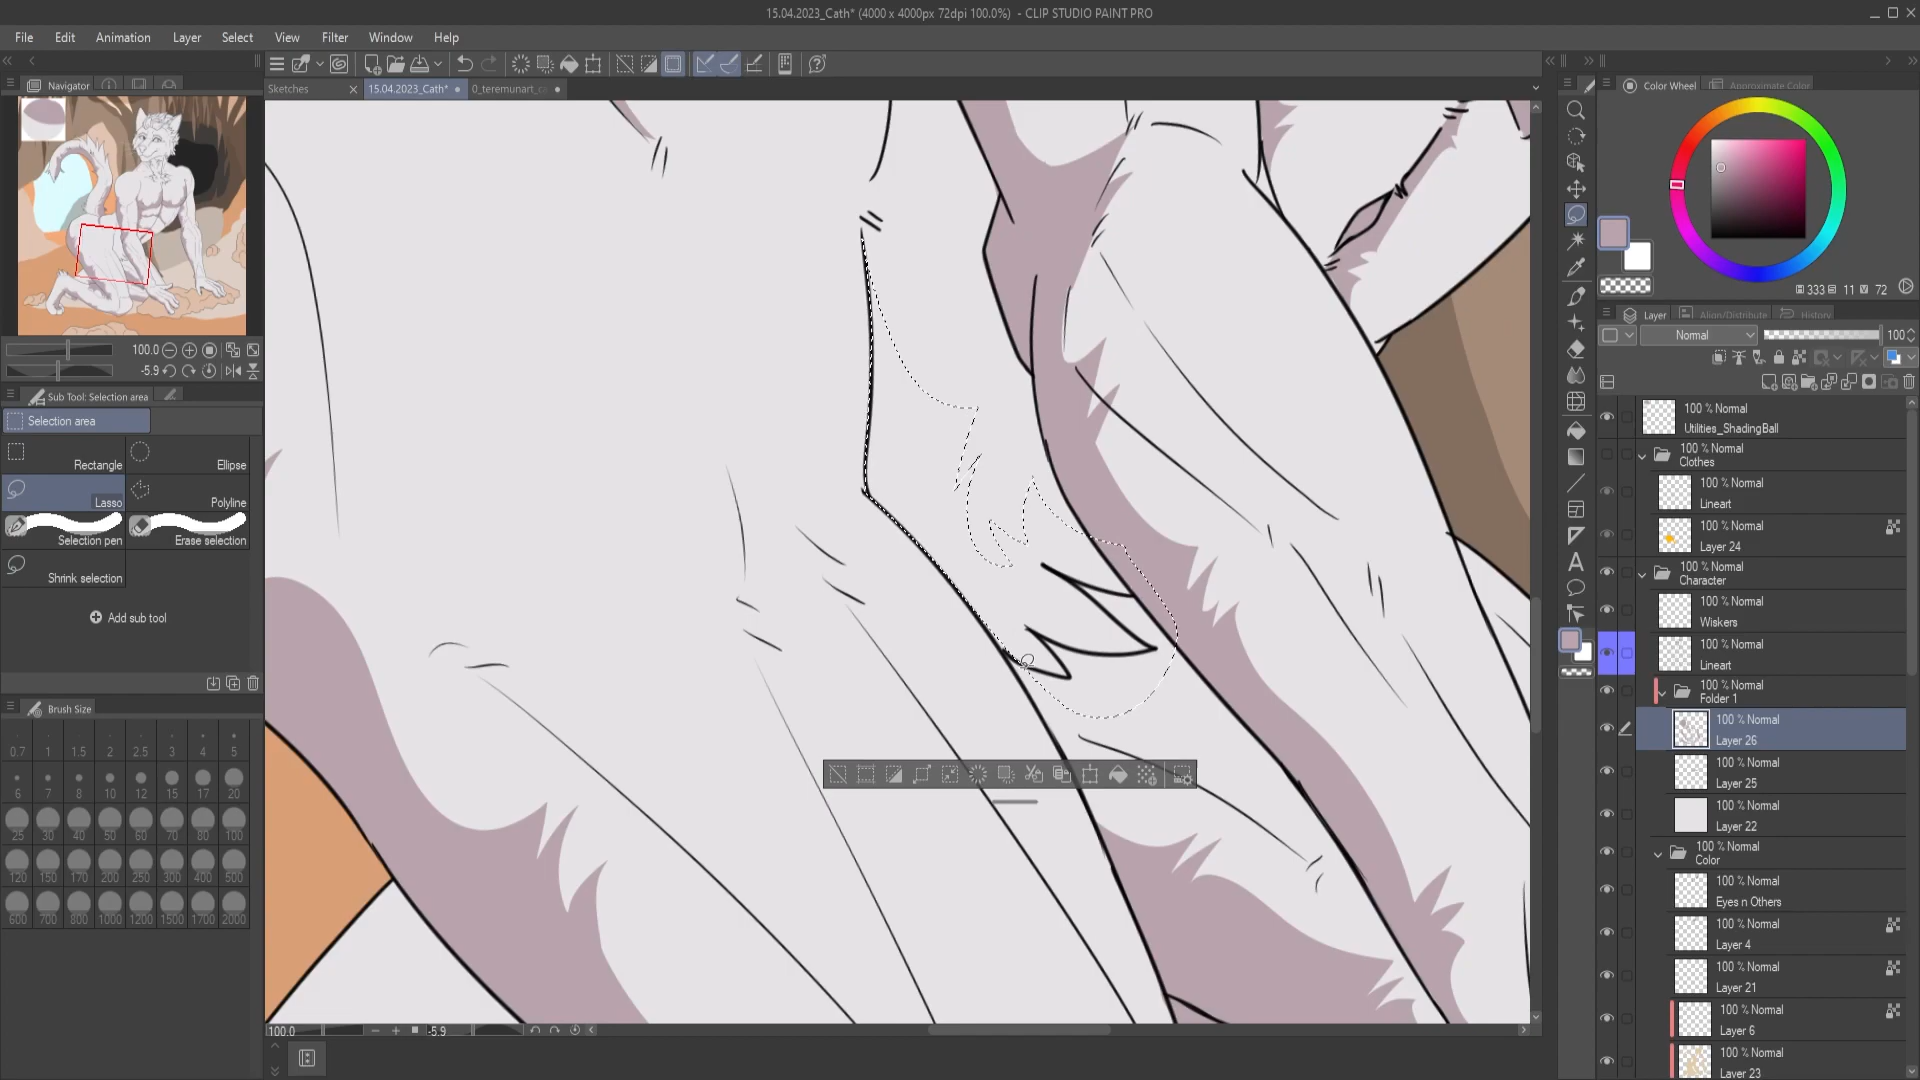 15.04.2023_Cath* (4000 x 4000px 72dpi 100.0%) - CLIP STUDIO PAINT PRO
File Edit Animation Layer Select View Filter Window Help
Sketches 15.04.2023_Cath* 0_teremunart_c
Navigator
100.0
-5.9
Sub Tool: Selection area
Selection area
Rectangle Ellipse
Lasso Polyline
Selection pen Erase selection
Shrink selection
Add sub tool
Brush Size
0.7 1 1.5 2 2.5 3 4 5
6 7 8 10 12 15 17 20
25 30 40 50 60 70 80 100
120 150 170 200 250 300 400 500
600 700 800 1000 1200 1500 1700 2000
100.0 -5.9
Color Wheel Approximate Color
333 11 72
Layer Align/Distribute History
Normal 100
100 % Normal
Utilities_ShadingBall
100 % Normal
Clothes
100 % Normal
Lineart
100 % Normal
Layer 24
100 % Normal
Character
100 % Normal
Wiskers
100 % Normal
Lineart
100 % Normal
Folder 1
100 % Normal
Layer 26
100 % Normal
Layer 25
100 % Normal
Layer 22
100 % Normal
Color
100 % Normal
Eyes n Others
100 % Normal
Layer 4
100 % Normal
Layer 21
100 % Normal
Layer 6
100 % Normal
Layer 23